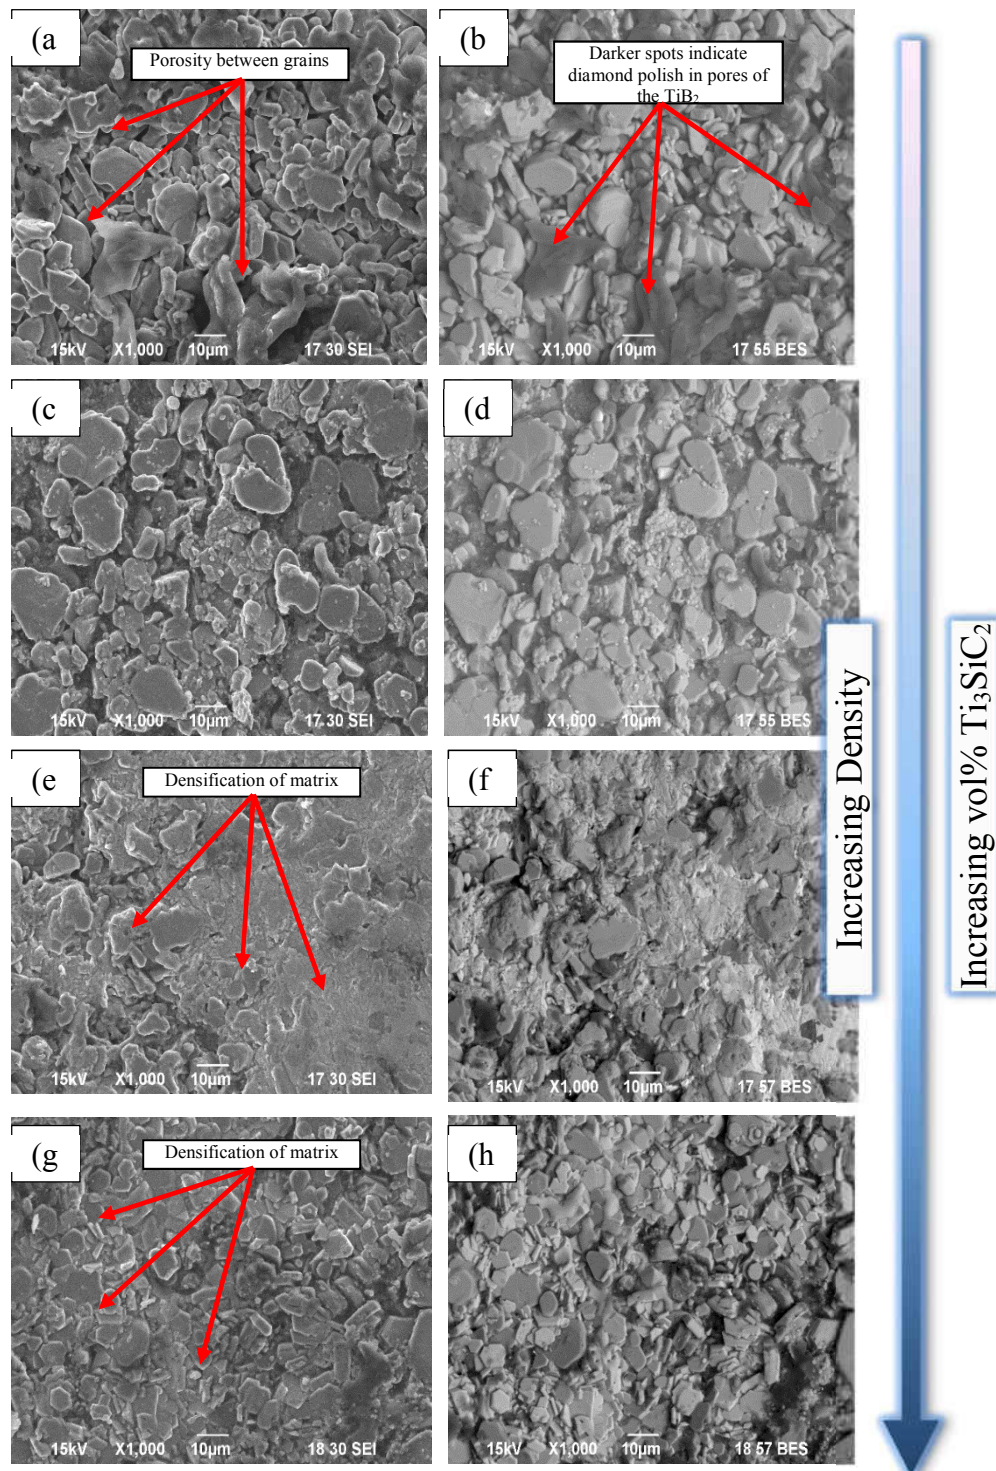 (a
Porosity between grains
15kV X1,000 10µm 17 30 SEI
(b
Darker spots indicate
diamond polish in pores of
the TiB₂
15kV X1,000 10µm 17 55 BES
(c
15kV X1,000 10µm 17 30 SEI
(d
15kV X1,000 10µm 17 55 BES
(e
Densification of matrix
15kV X1,000 10µm 17 30 SEI
(f
15kV X1,000 10µm 17 57 BES
(g
Densification of matrix
15kV X1,000 10µm 18 30 SEI
(h
15kV X1,000 10µm 18 57 BES
Increasing Density
Increasing vol% Ti₃SiC₂